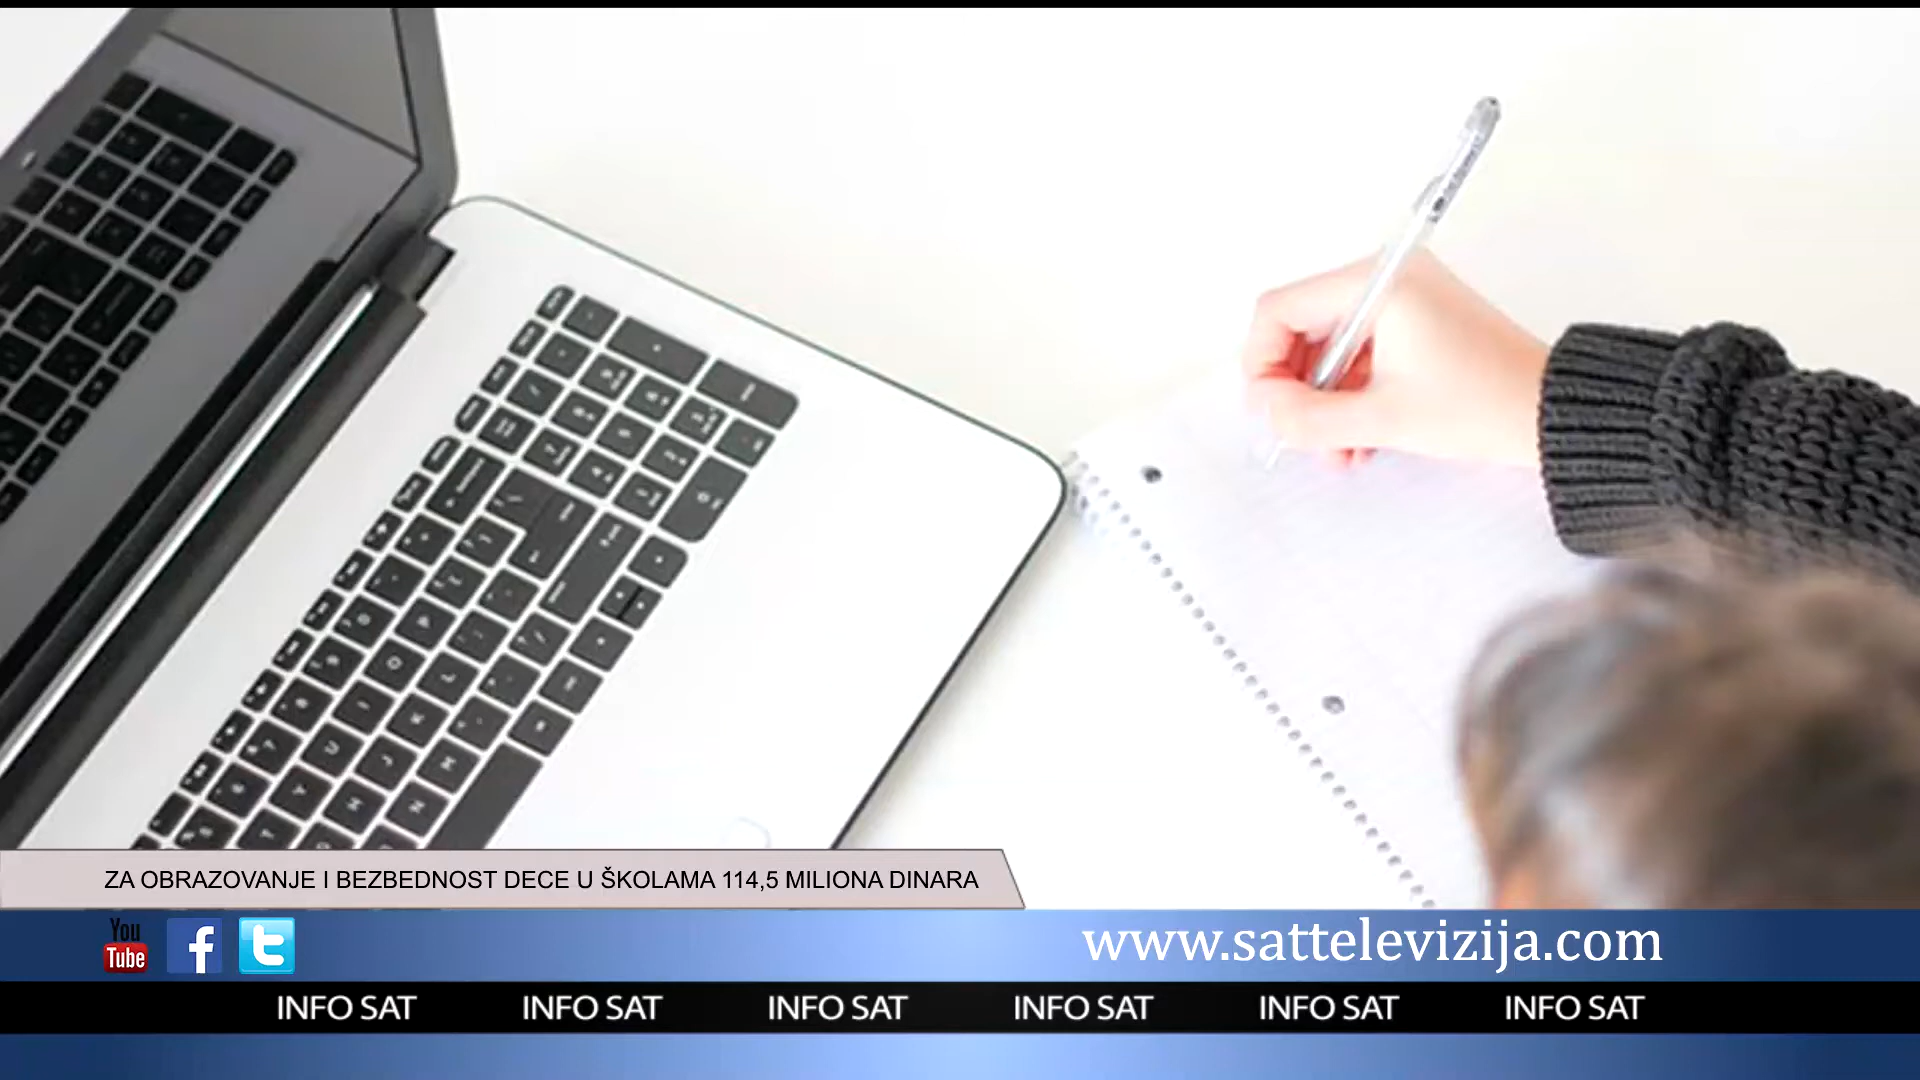 ZA OBRAZOVANJE I BEZBEDNOST DECE U ŠKOLAMA 114,5 MILIONA DINARA
You
Tube
www.sattelevizija.com
INFO SAT INFO SAT INFO SAT INFO SAT INFO SAT INFO SAT